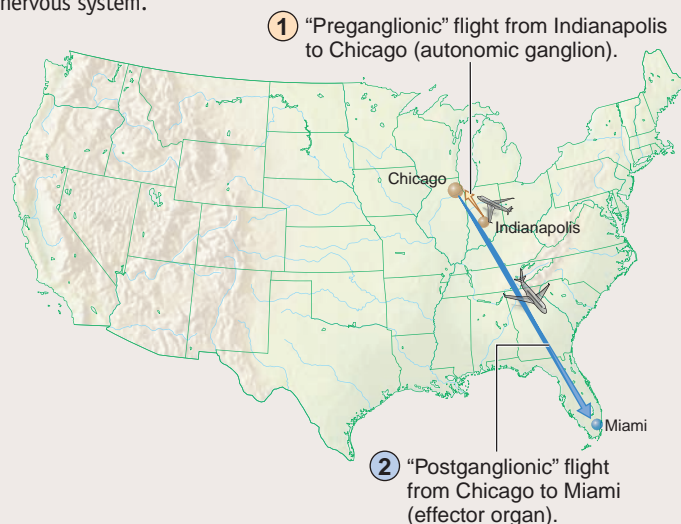 nervous system.
1 “Preganglionic” flight from Indianapolis
to Chicago (autonomic ganglion).
Chicago
Indianapolis
Miami
2 “Postganglionic” flight
from Chicago to Miami
(effector organ).